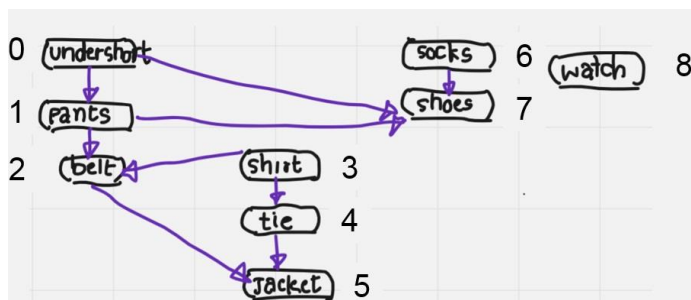 0 undershort socks 6 watch 8
1 pants shoes 7
2 belt shirt 3
tie 4
Jacket 5